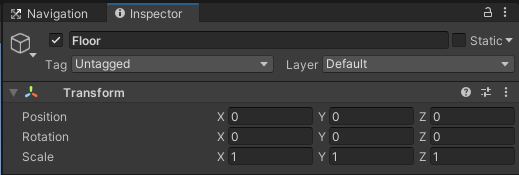 Navigation Inspector
Floor Static
Tag Untagged Layer Default
Transform
Position X 0 Y 0 Z 0
Rotation X 0 Y 0 Z 0
Scale X 1 Y 1 Z 1